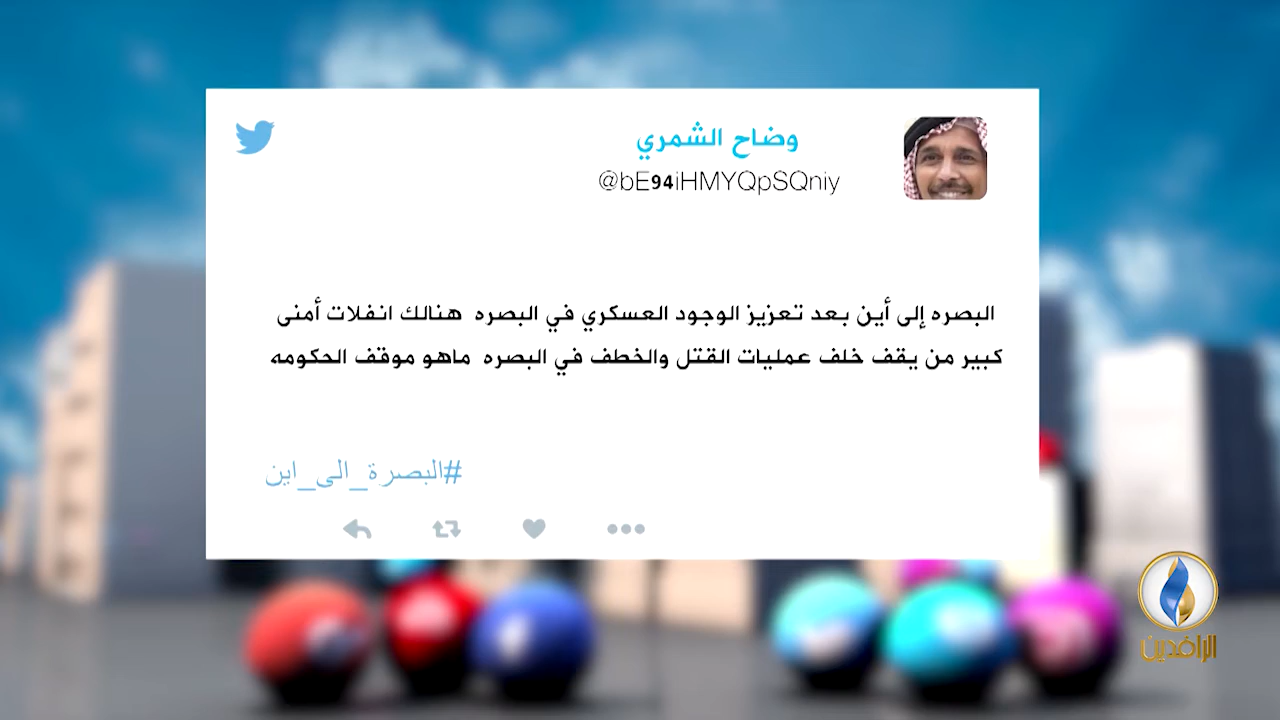 وضاح الشمري
@bE94iHMYQpSQniy
البصره إلى أين بعد تعزيز الوجود العسكري في البصره هنالك انفلات أمنى
كبير من يقف خلف عمليات القتل والخطف في البصره ماهو موقف الحكومه
#البصرة_الى_اين
الرافدين